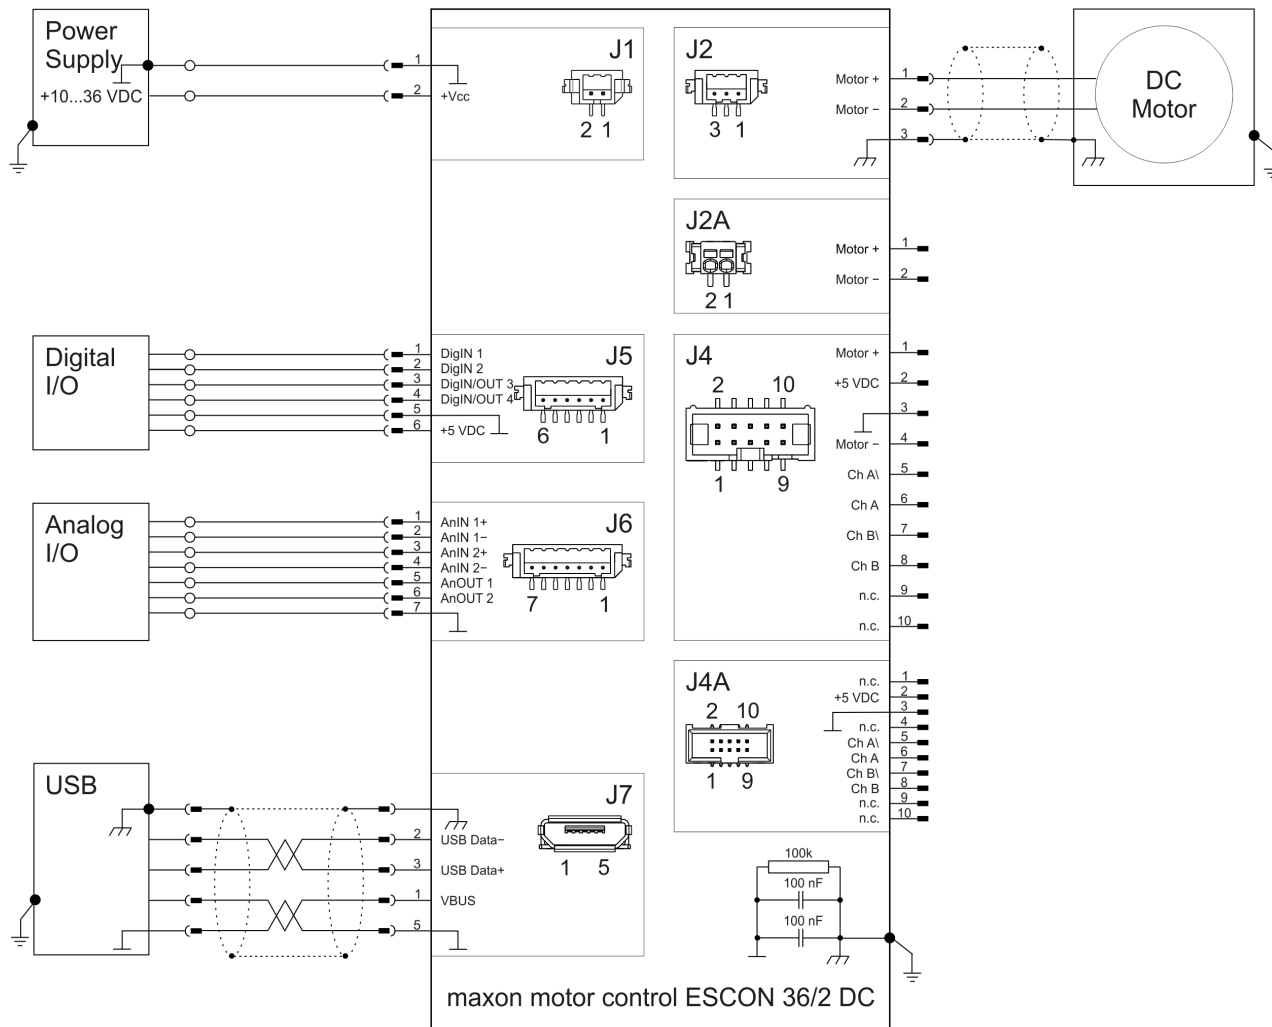 Power
Supply
+10...36 VDC
1
2
+Vcc
J1
2 1
J2
3 1
Motor +
Motor −
1
2
3
DC
Motor
J2A
2 1
Motor +
Motor −
1
2
Digital
I/O
1
2
3
4
5
6
DigIN 1
DigIN 2
DigIN/OUT 3
DigIN/OUT 4
+5 VDC
J5
6 1
J4
2 10
1 9
Motor +
+5 VDC
Motor −
Ch A\
Ch A
Ch B\
Ch B
n.c.
n.c.
1
2
3
4
5
6
7
8
9
10
Analog
I/O
1
2
3
4
5
6
7
AnIN 1+
AnIN 1−
AnIN 2+
AnIN 2−
AnOUT 1
AnOUT 2
J6
7 1
J4A
2 10
1 9
n.c.
+5 VDC
n.c.
Ch A\
Ch A
Ch B\
Ch B
n.c.
n.c.
1
2
3
4
5
6
7
8
9
10
USB
2
3
1
5
USB Data−
USB Data+
VBUS
J7
1 5
100k
100 nF
100 nF
maxon motor control ESCON 36/2 DC